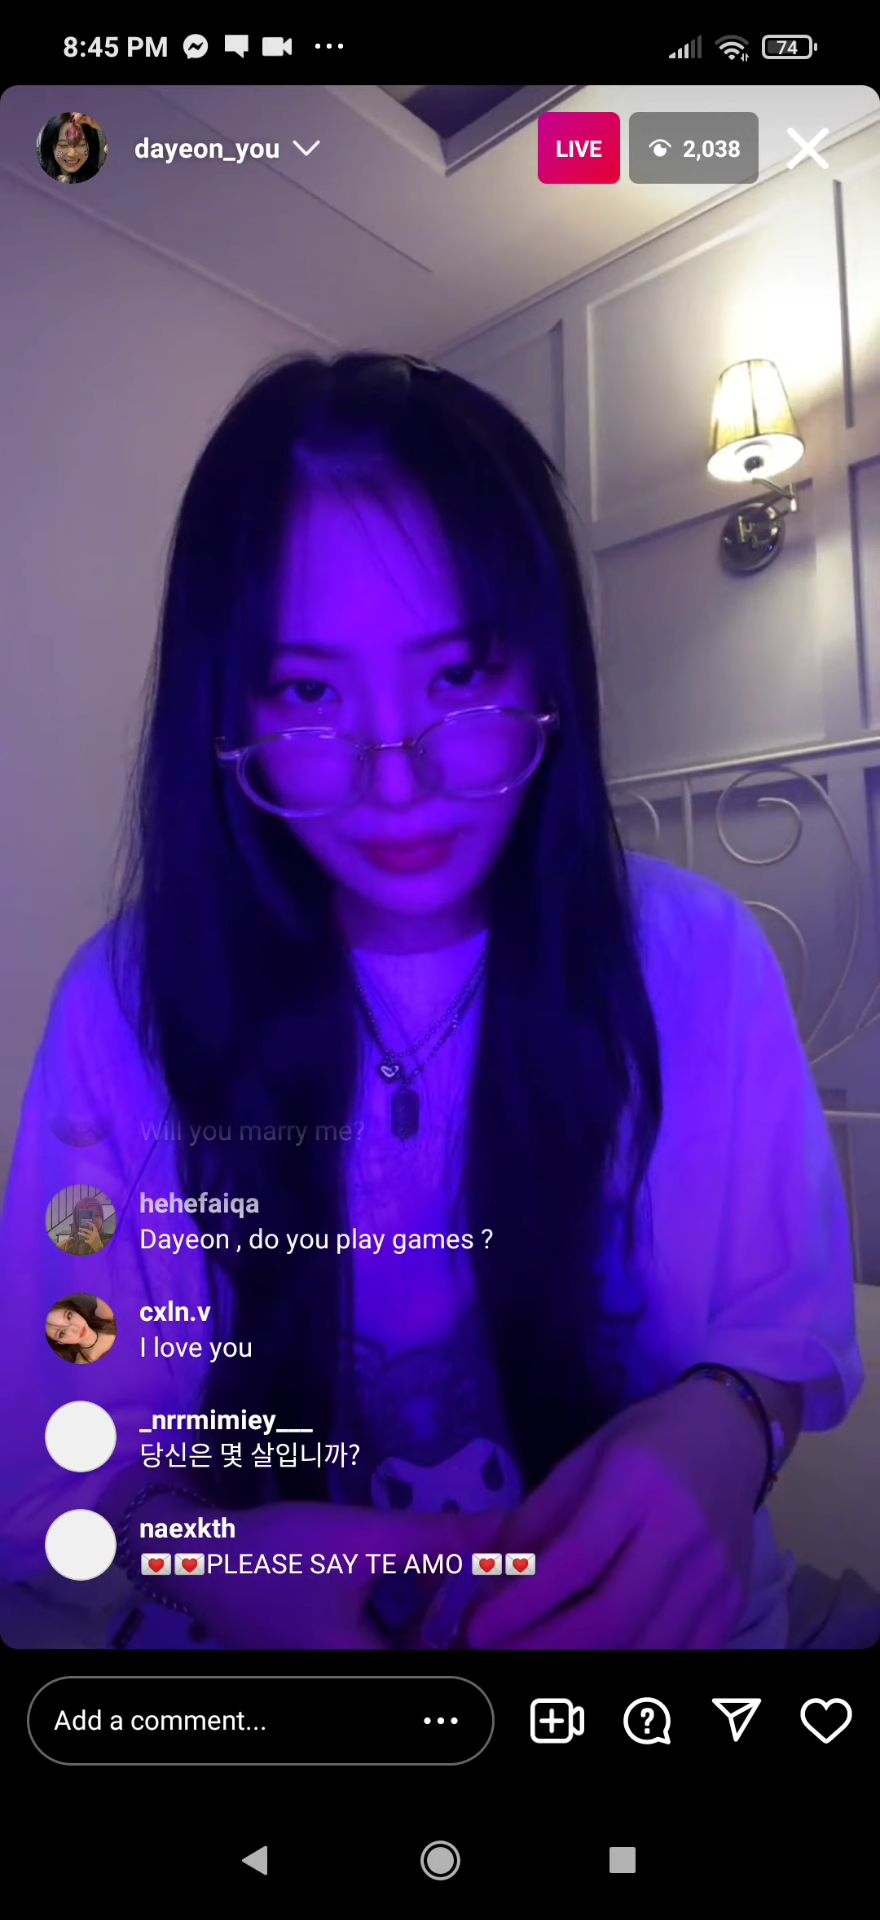 8:45 PM
74
dayeon_you
LIVE
2,038
Will you marry me?
hehefaiqa
Dayeon , do you play games ?
cxln.v
I love you
_nrrmimiey___
당신은 몇 살입니까?
naexkth
💌💌PLEASE SAY TE AMO 💌💌
Add a comment...